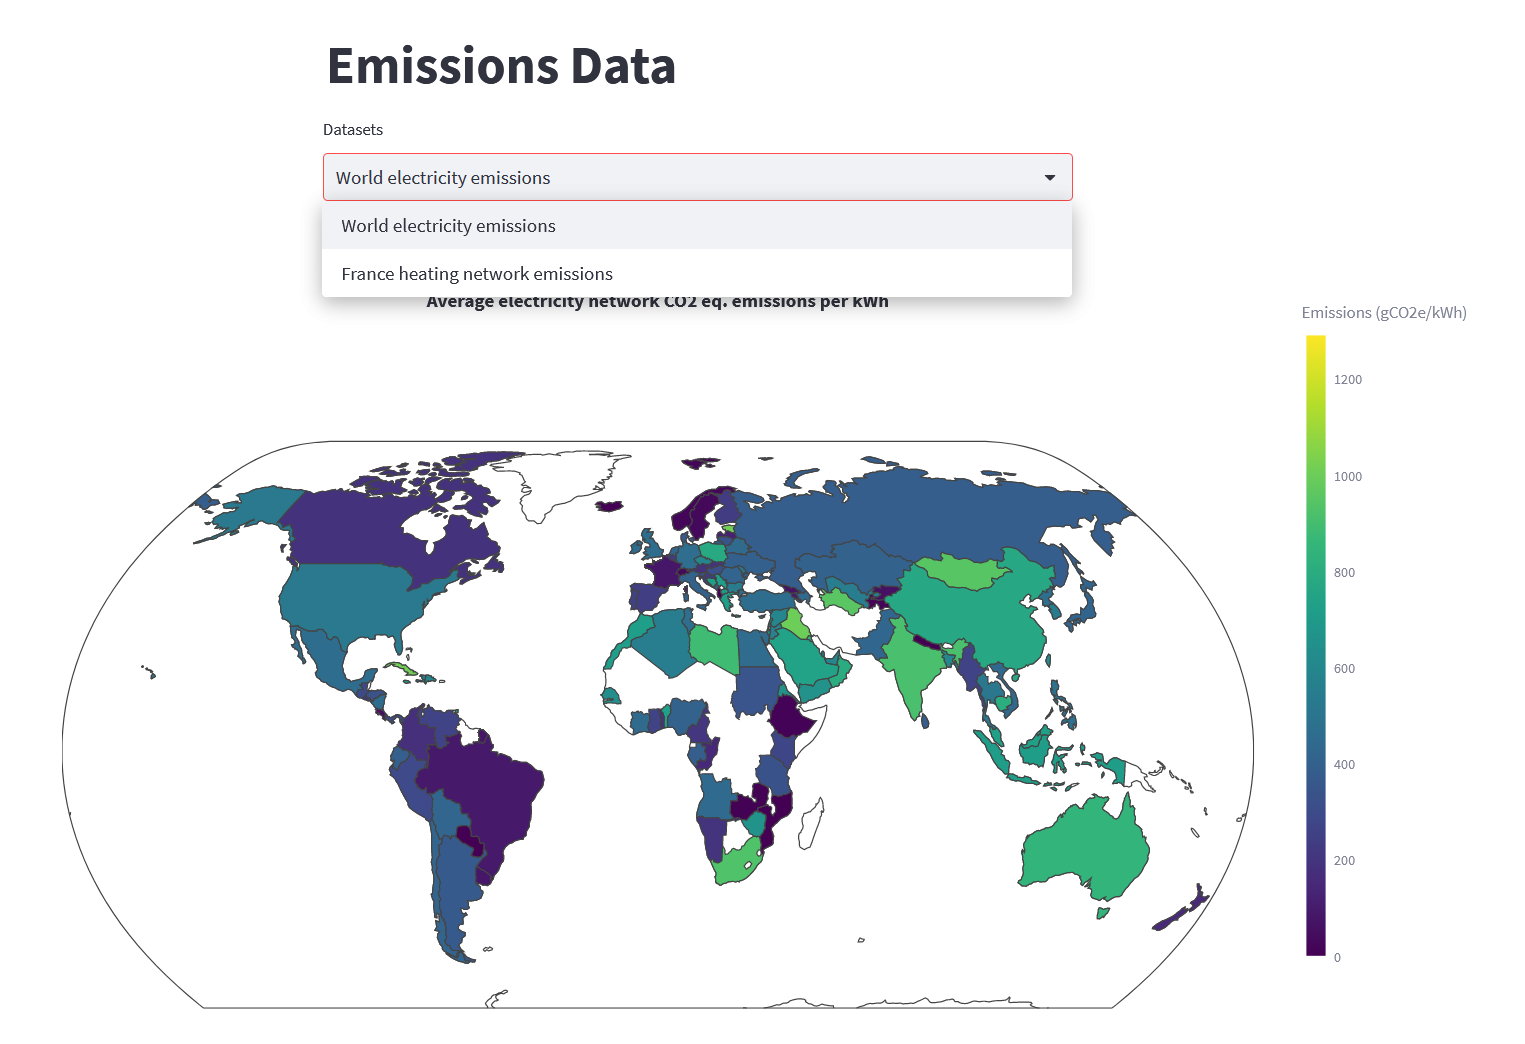 Emissions Data
Datasets
World electricity emissions
World electricity emissions
France heating network emissions
Average electricity network CO2 eq. emissions per kWh
Emissions (gCO2e/kWh)
1200
1000
800
600
400
200
0